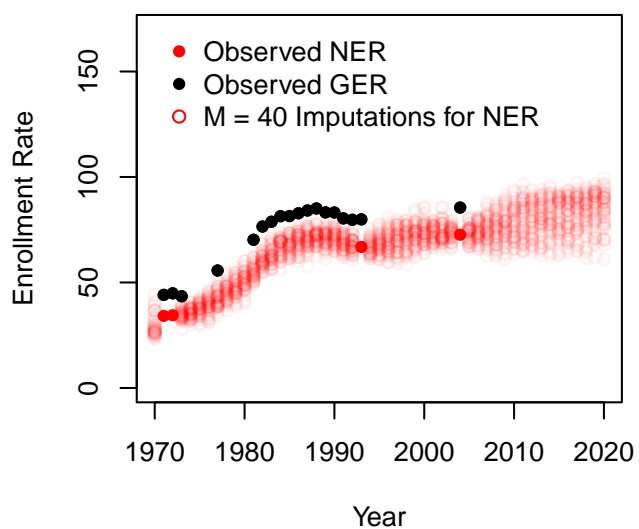 Observed NER
Observed GER
M = 40 Imputations for NER
Enrollment Rate
150
100
50
0
1970 1980 1990 2000 2010 2020
Year